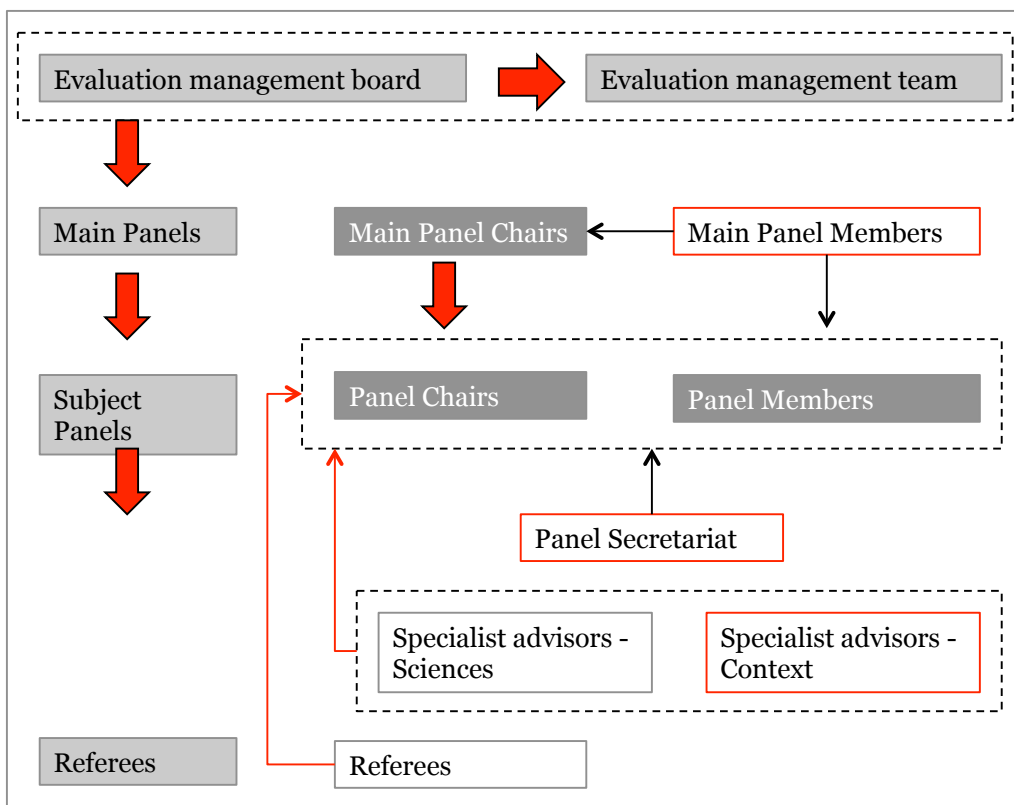 Evaluation management board
Evaluation management team
Main Panels
Main Panel Chairs
Main Panel Members
Subject
Panels
Panel Chairs
Panel Members
Panel Secretariat
Specialist advisors -
Sciences
Specialist advisors -
Context
Referees
Referees